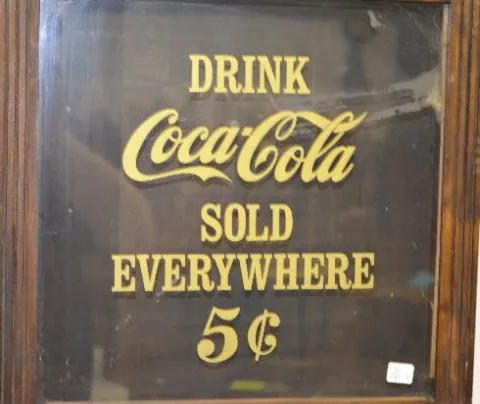 DRINK
Coca-Cola
SOLD
EVERYWHERE
5¢